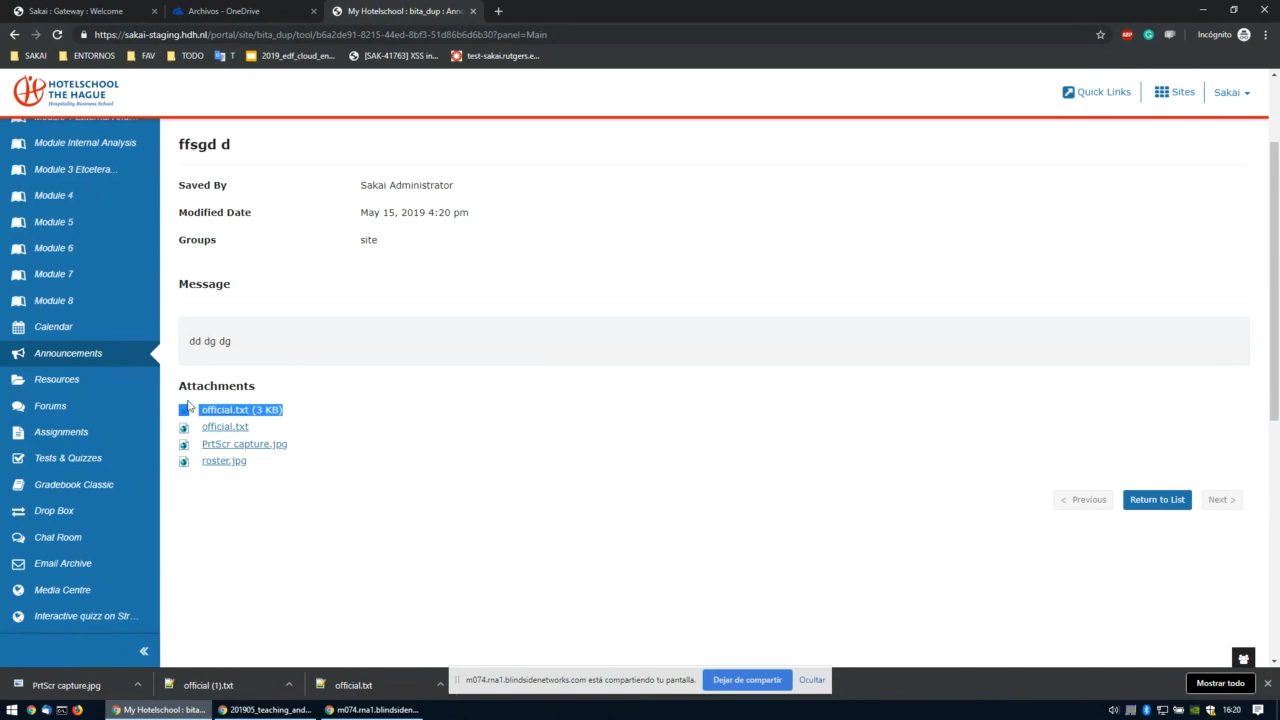 Sakai : Gateway : Welcome
Archivos - OneDrive
My Hotelschool : bita_dup : Annc
https://sakai-staging.hdh.nl/portal/site/bita_dup/tool/b6a2de91-8215-44ed-8bf3-51d86b6d6b30?panel=Main
Incógnito
SAKAI
ENTORNOS
FAV
TODO
T
2019_edf_cloud_en...
[SAK-41763] XSS in...
test-sakai.rutgers.e...
HOTELSCHOOL
THE HAGUE
Hospitality Business School
Quick Links
Sites
Sakai
Module Internal Analysis
Module 3 Etcetera...
Module 4
Module 5
Module 6
Module 7
Module 8
Calendar
Announcements
Resources
Forums
Assignments
Tests & Quizzes
Gradebook Classic
Drop Box
Chat Room
Email Archive
Media Centre
Interactive quizz on Str...
ffsgd d
Saved By Sakai Administrator
Modified Date May 15, 2019 4:20 pm
Groups site
Message
dd dg dg
Attachments
official.txt (3 KB)
official.txt
PrtScr capture.jpg
roster.jpg
< Previous
Return to List
Next >
PrtScr capture.jpg
official (1).txt
official.txt
m074.rna1.blindsidenetworks.com está compartiendo tu pantalla.
Dejar de compartir
Ocultar
Mostrar todo
My Hotelschool : bita...
201905_teaching_and...
m074.rna1.blindsiden...
16:20